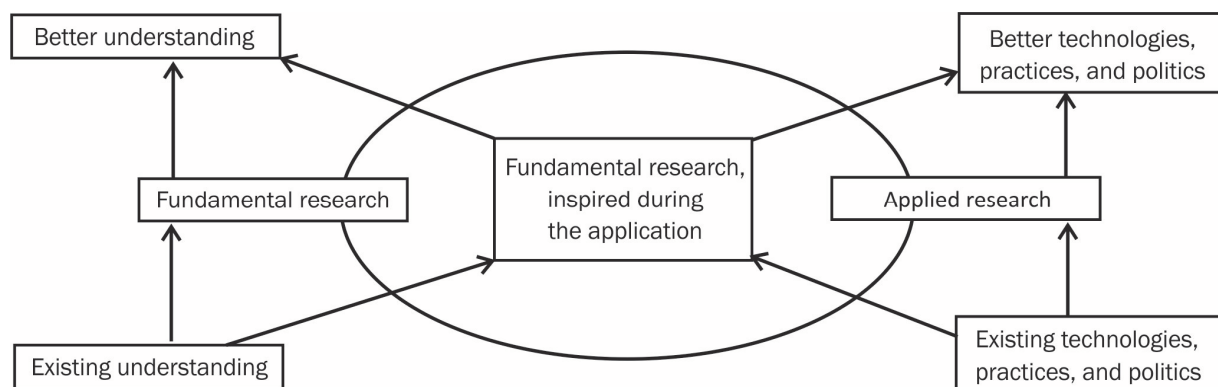 Better understanding
Better technologies,
practices, and politics
Fundamental research
Fundamental research,
inspired during
the application
Applied research
Existing understanding
Existing technologies,
practices, and politics